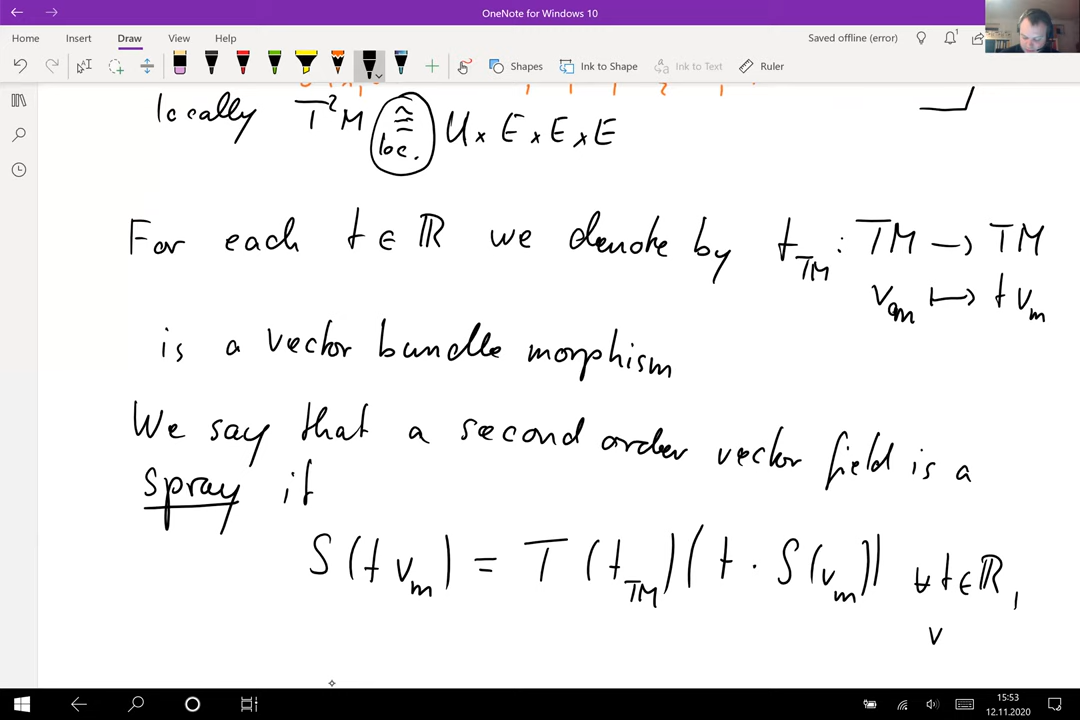 OneNote for Windows 10
Home Insert Draw View Help Saved offline (error)
Shapes Ink to Shape Ink to Text Ruler
locally T²M ≅ loc. U × E × E × E
For each t ∈ ℝ we denote by t_TM : TM → TM
v_m ↦ t v_m
is a vector bundle morphism
We say that a second order vector field is a
spray if
S(t v_m) = T(t_TM)(t · S(v_m)) ∀ t ∈ ℝ,
v
15:53
12.11.2020